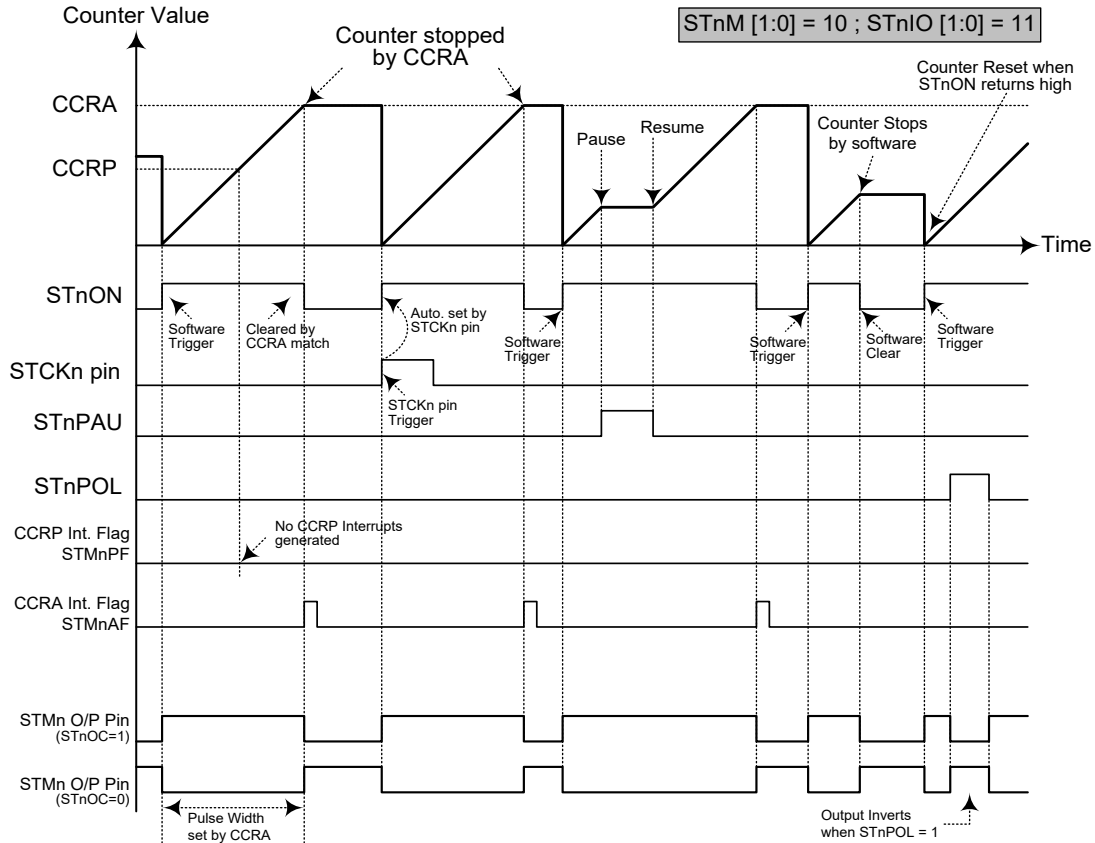 Counter Value
STnM [1:0] = 10 ; STnIO [1:0] = 11
Counter stopped
by CCRA
Counter Reset when
STnON returns high
CCRA
Counter Stops
by software
Pause
Resume
CCRP
Time
STnON
Software
Trigger
Cleared by
CCRA match
Auto. set by
STCKn pin
Software
Trigger
Software
Trigger
Software
Clear
Software
Trigger
STCKn pin
STCKn pin
Trigger
STnPAU
STnPOL
CCRP Int. Flag
STMnPF
No CCRP Interrupts
generated
CCRA Int. Flag
STMnAF
STMn O/P Pin
(STnOC=1)
STMn O/P Pin
(STnOC=0)
Pulse Width
set by CCRA
Output Inverts
when STnPOL = 1